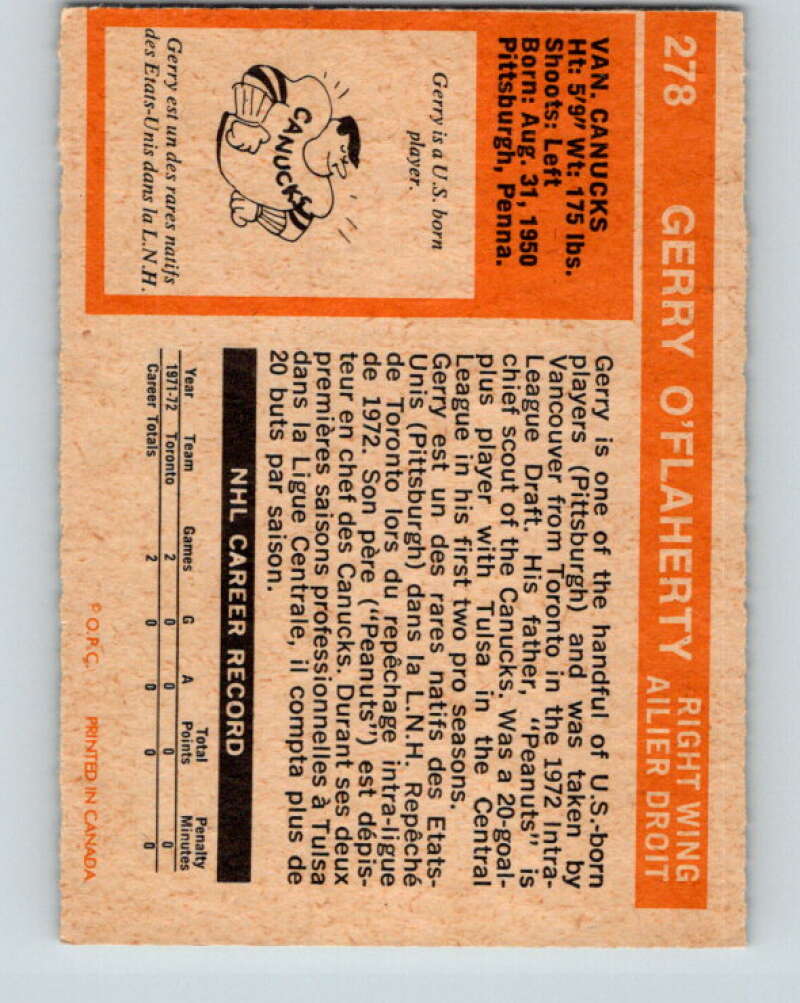 278 GERRY O'FLAHERTY RIGHT WING
AILIER DROIT
VAN. CANUCKS
Ht: 5'9" Wt: 175 lbs.
Shoots: Left
Born: Aug. 31, 1950
Pittsburgh, Penna.
Gerry is a U.S. born
player.
CANUCKS
Gerry est un des rares natifs
des Etats-Unis dans la L.N.H.
Gerry is one of the handful of U.S.-born
players (Pittsburgh) and was taken by
Vancouver from Toronto in the 1972 Intra-
League Draft. His father, "Peanuts" is
chief scout of the Canucks. Was a 20-goal-
plus player with Tulsa in the Central
League in his first two pro seasons.
Gerry est un des rares natifs des Etats-
Unis (Pittsburgh) dans la L.N.H. Repêché
de Toronto lors du repêchage intra-ligue
de 1972. Son père ("Peanuts") est dépis-
teur en chef des Canucks. Durant ses deux
premières saisons professionnelles à Tulsa
dans la Ligue Centrale, il compta plus de
20 buts par saison.
NHL CAREER RECORD
Year Team Games G A Total Points Penalty Minutes
1971-72 Toronto 2 0 0 0 0
Career Totals 2 0 0 0 0
© O.P.C. PRINTED IN CANADA